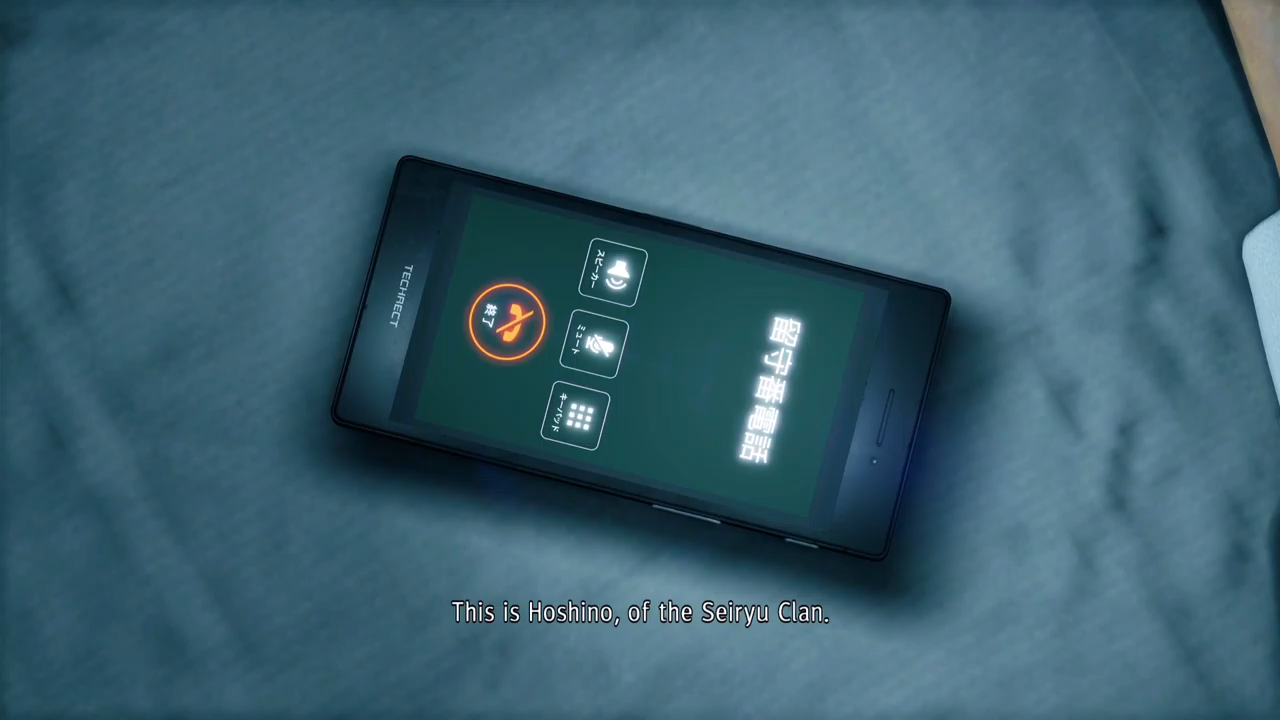 留守番電話
スピーカー
ミュート
キーパッド
終了
TECHRECT
This is Hoshino, of the Seiryu Clan.